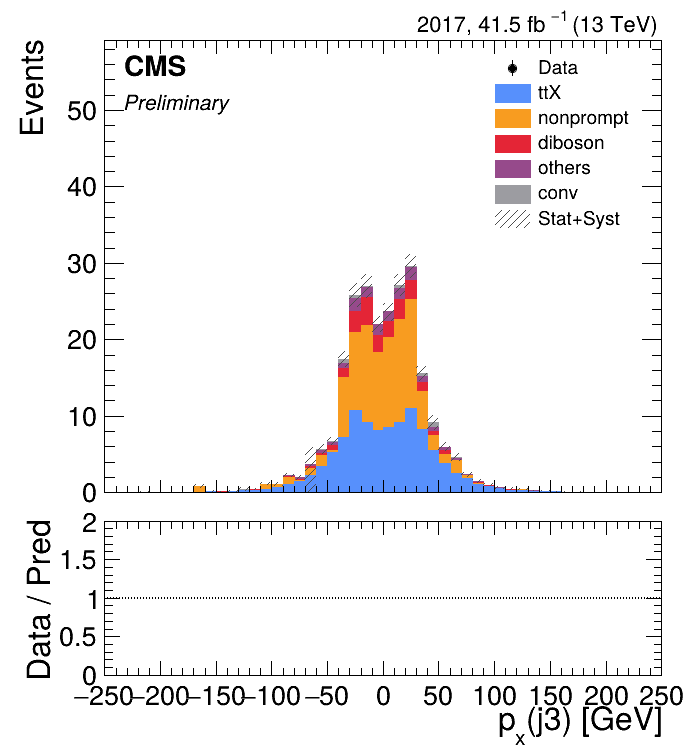 2017, 41.5 fb⁻¹ (13 TeV)
CMS
Preliminary
Events
50
40
30
20
10
0
Data
ttX
nonprompt
diboson
others
conv
Stat+Syst
Data / Pred
2
1.5
1
0.5
0
−250 −200 −150 −100 −50 0 50 100 150 200 250
pₓ(j3) [GeV]